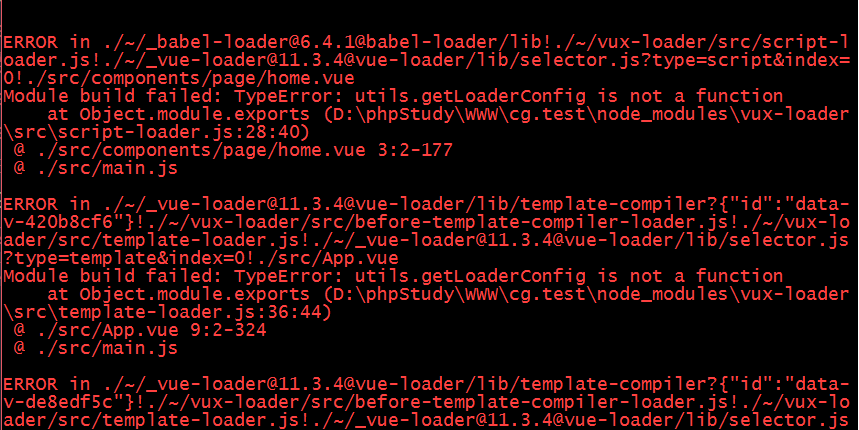 ERROR in ./~/_babel-loader@6.4.1@babel-loader/lib!./~/vux-loader/src/script-l
oader.js!./~/_vue-loader@11.3.4@vue-loader/lib/selector.js?type=script&index=
0!./src/components/page/home.vue
Module build failed: TypeError: utils.getLoaderConfig is not a function
    at Object.module.exports (D:\phpStudy\WWW\cg.test\node_modules\vux-loader
\src\script-loader.js:28:40)
 @ ./src/components/page/home.vue 3:2-177
 @ ./src/main.js
ERROR in ./~/_vue-loader@11.3.4@vue-loader/lib/template-compiler?{"id":"data-
v-420b8cf6"}!./~/vux-loader/src/before-template-compiler-loader.js!./~/vux-lo
ader/src/template-loader.js!./~/_vue-loader@11.3.4@vue-loader/lib/selector.js
?type=template&index=0!./src/App.vue
Module build failed: TypeError: utils.getLoaderConfig is not a function
    at Object.module.exports (D:\phpStudy\WWW\cg.test\node_modules\vux-loader
\src\template-loader.js:36:44)
 @ ./src/App.vue 9:2-324
 @ ./src/main.js
ERROR in ./~/_vue-loader@11.3.4@vue-loader/lib/template-compiler?{"id":"data-
v-de8edf5c"}!./~/vux-loader/src/before-template-compiler-loader.js!./~/vux-lo
ader/src/template-loader.js!./~/_vue-loader@11.3.4@vue-loader/lib/selector.js